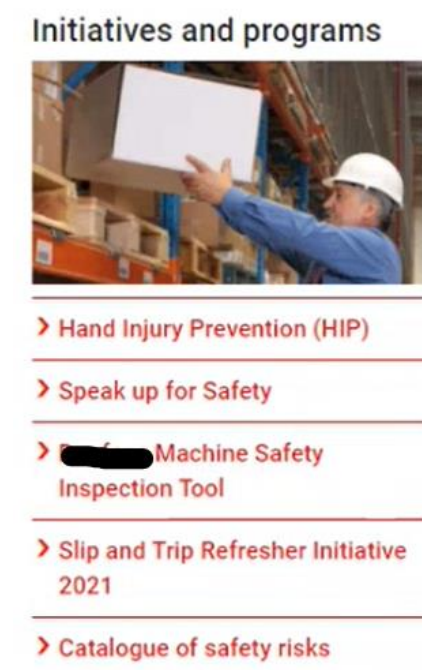 Initiatives and programs
Hand Injury Prevention (HIP)
Speak up for Safety
Machine Safety
Inspection Tool
Slip and Trip Refresher Initiative
2021
Catalogue of safety risks